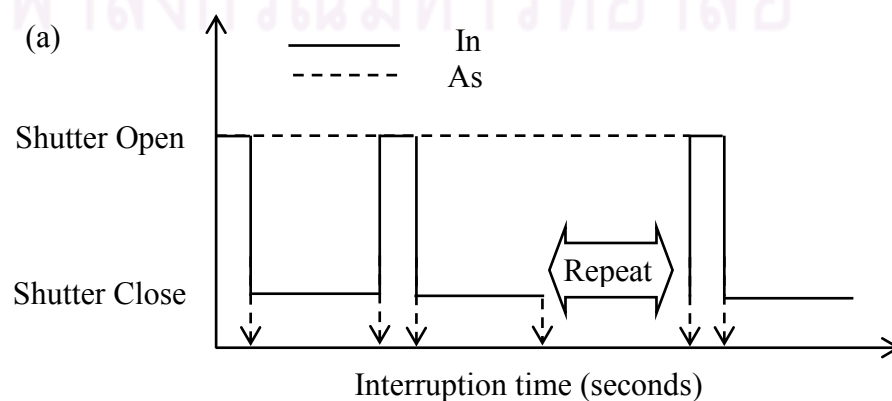 (a)
In
As
Shutter Open
Shutter Close
Repeat
Interruption time (seconds)